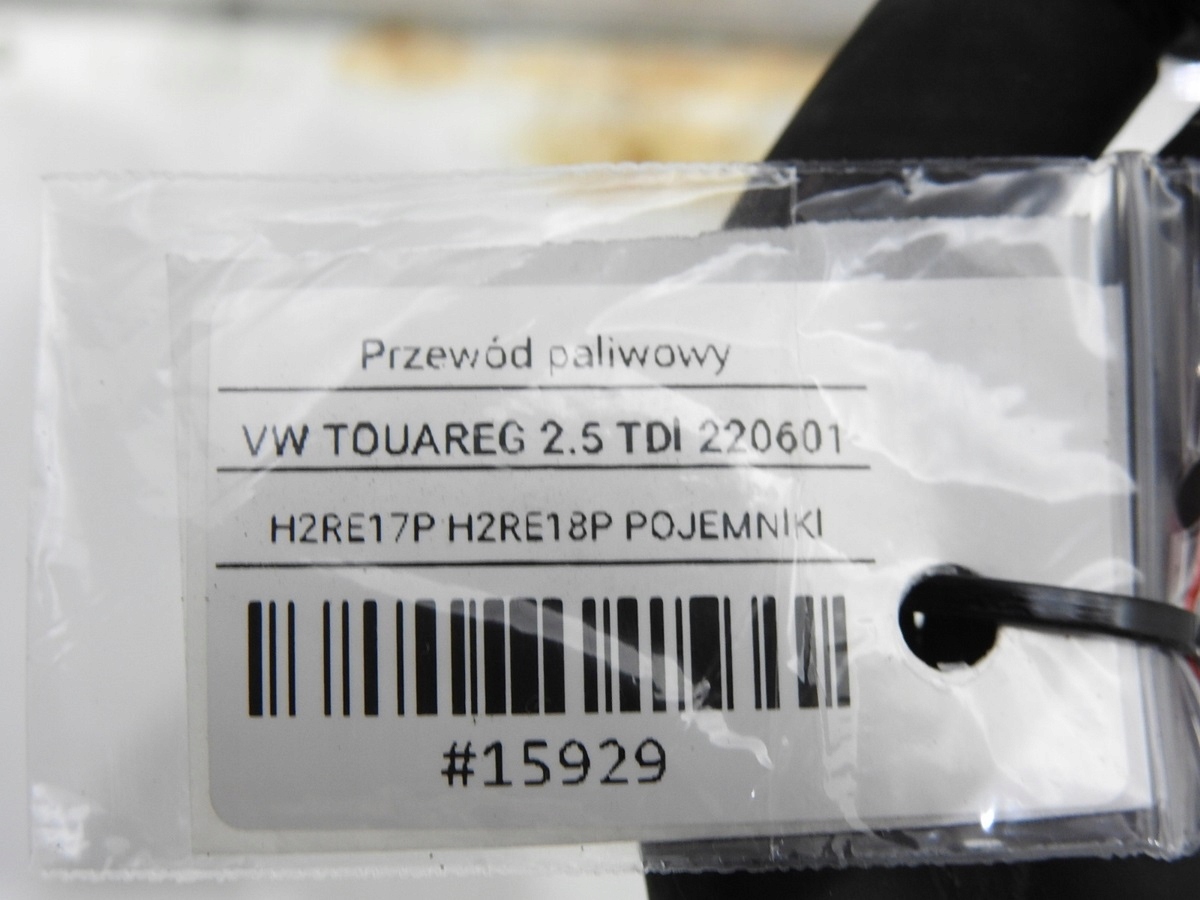 Przewód paliwowy
VW TOUAREG 2.5 TDI 220601
H2RE17P H2RE18P POJEMNIKI
#15929